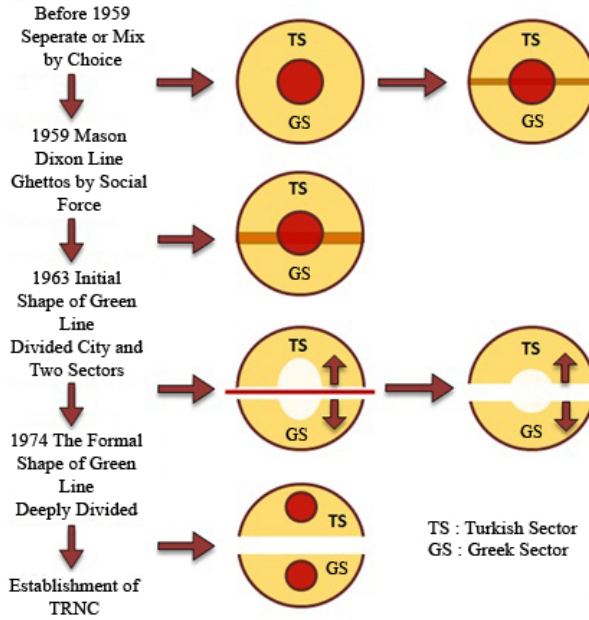 Before 1959
Seperate or Mix
by Choice
TS
GS
TS
GS
1959 Mason
Dixon Line
Ghettos by Social
Force
TS
GS
1963 Initial
Shape of Green
Line
Divided City and
Two Sectors
TS
GS
TS
GS
1974 The Formal
Shape of Green
Line
Deeply Divided
TS
GS
TS : Turkish Sector
GS : Greek Sector
Establishment of
TRNC